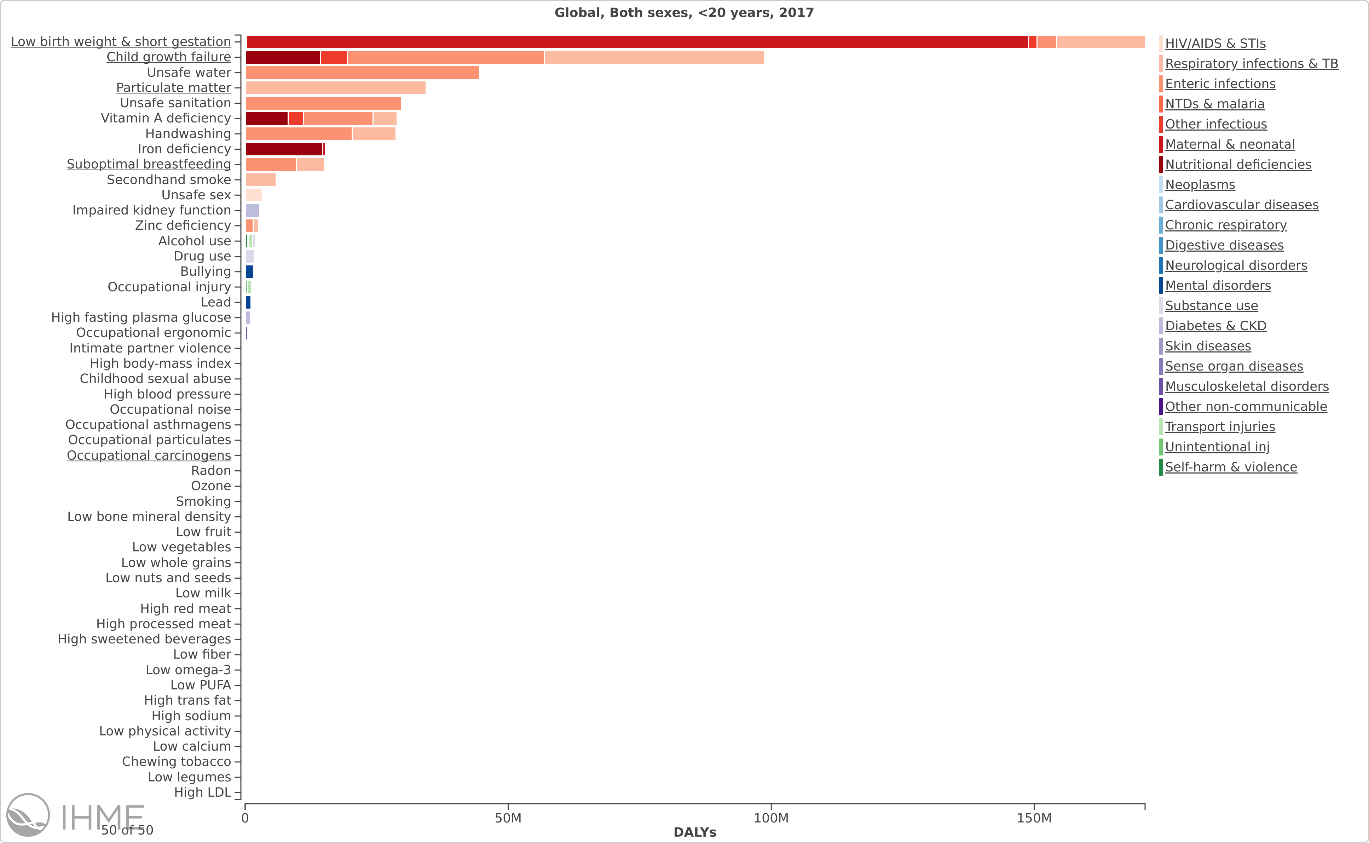 Global, Both sexes, <20 years, 2017
Low birth weight & short gestation
Child growth failure
Unsafe water
Particulate matter
Unsafe sanitation
Vitamin A deficiency
Handwashing
Iron deficiency
Suboptimal breastfeeding
Secondhand smoke
Unsafe sex
Impaired kidney function
Zinc deficiency
Alcohol use
Drug use
Bullying
Occupational injury
Lead
High fasting plasma glucose
Occupational ergonomic
Intimate partner violence
High body-mass index
Childhood sexual abuse
High blood pressure
Occupational noise
Occupational asthmagens
Occupational particulates
Occupational carcinogens
Radon
Ozone
Smoking
Low bone mineral density
Low fruit
Low vegetables
Low whole grains
Low nuts and seeds
Low milk
High red meat
High processed meat
High sweetened beverages
Low fiber
Low omega-3
Low PUFA
High trans fat
High sodium
Low physical activity
Low calcium
Chewing tobacco
Low legumes
High LDL
HIV/AIDS & STIs
Respiratory infections & TB
Enteric infections
NTDs & malaria
Other infectious
Maternal & neonatal
Nutritional deficiencies
Neoplasms
Cardiovascular diseases
Chronic respiratory
Digestive diseases
Neurological disorders
Mental disorders
Substance use
Diabetes & CKD
Skin diseases
Sense organ diseases
Musculoskeletal disorders
Other non-communicable
Transport injuries
Unintentional inj
Self-harm & violence
0 50M 100M 150M
DALYs
IHME
50 of 50